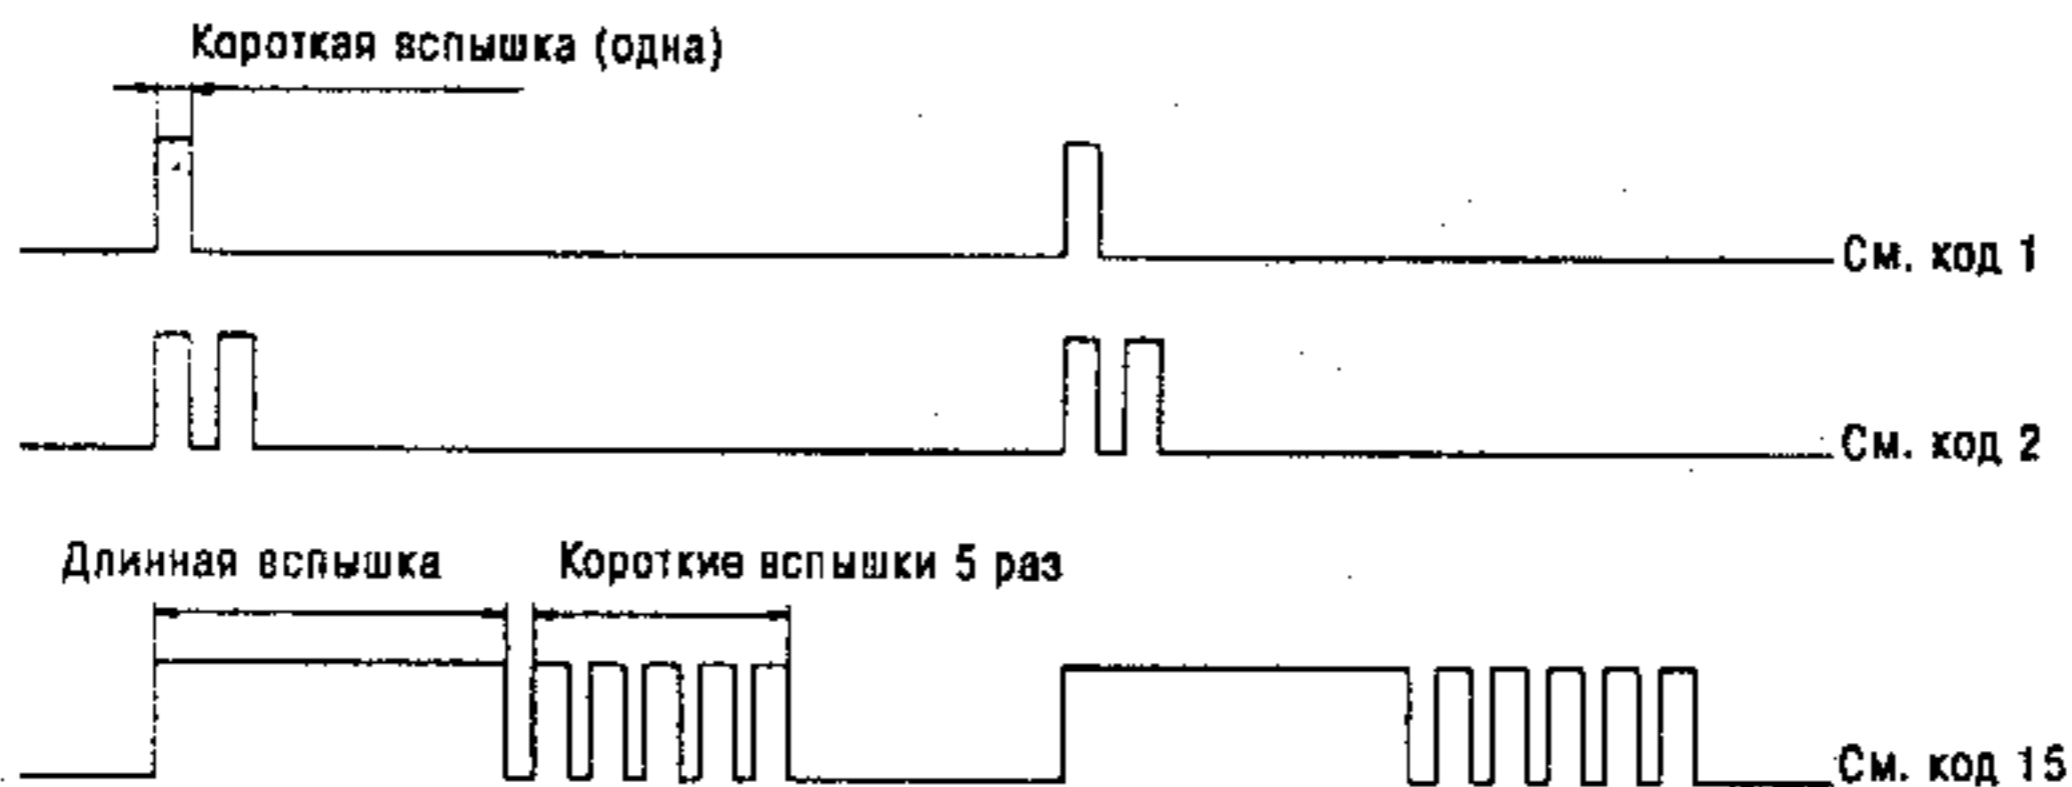 Короткая вспышка (одна)
См. код 1
См. код 2
Длинная вспышка
Короткие вспышки 5 раз
См. код 15